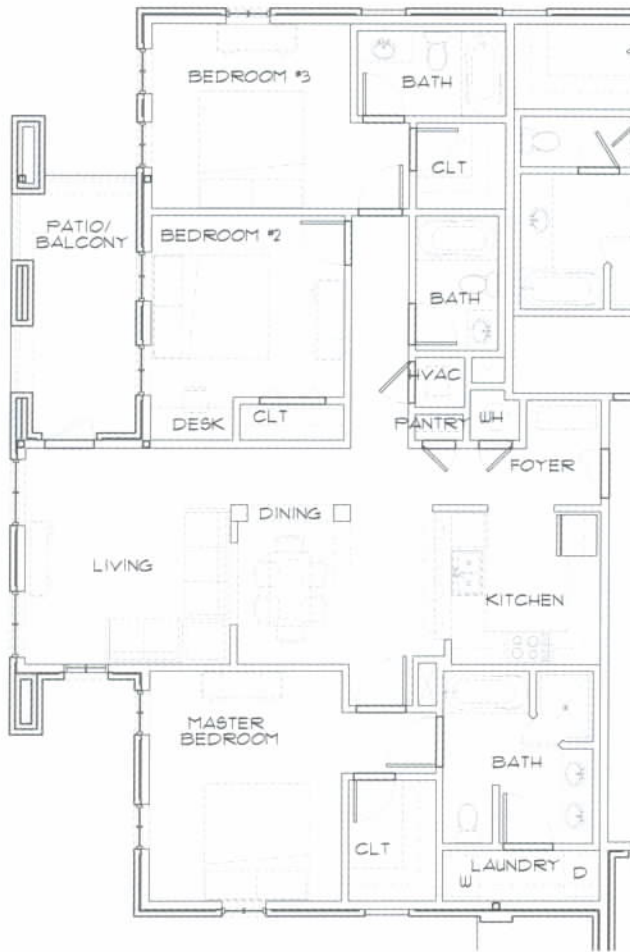 BEDROOM #3
BATH
CLT
PATIO/
BALCONY
BEDROOM #2
BATH
HVAC
DESK
CLT
PANTRY
WH
FOYER
DINING
LIVING
KITCHEN
MASTER
BEDROOM
BATH
CLT
LAUNDRY
W
D